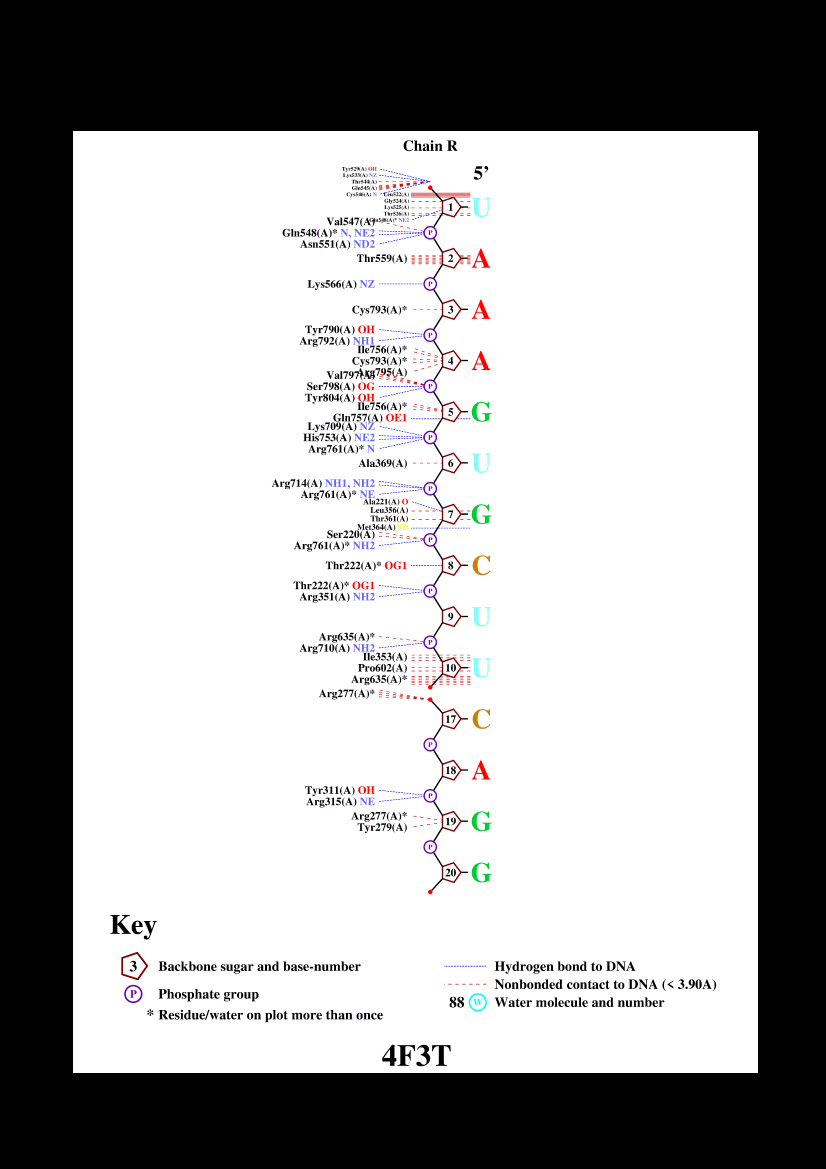 Chain R
5’
Tyr529(A) OH
Lys533(A) NZ
Thr544(A)
Gln545(A)
Cys546(A) N
Leu522(A)
Gly524(A)
Lys525(A)
Thr526(A)
1
U
Val547(A)
Gln548(A)* NE2
Gln548(A)* N, NE2
P
Asn551(A) ND2
Thr559(A)
2
A
Lys566(A) NZ
P
Cys793(A)*
3
A
Tyr790(A) OH
P
Arg792(A) NH1
Ile756(A)*
Cys793(A)*
4
A
Arg795(A)
Val797(A)
Ser798(A) OG
P
Tyr804(A) OH
Ile756(A)*
5
G
Gln757(A) OE1
Lys709(A) NZ
His753(A) NE2
P
Arg761(A)* N
Ala369(A)
6
U
Arg714(A) NH1, NH2
P
Arg761(A)* NE
Ala221(A) O
Leu356(A)
7
G
Thr361(A)
Met364(A) SD
Ser220(A)
P
Arg761(A)* NH2
Thr222(A)* OG1
8
C
Thr222(A)* OG1
P
Arg351(A) NH2
9
U
Arg635(A)*
P
Arg710(A) NH2
Ile353(A)
Pro602(A)
10
U
Arg635(A)*
Arg277(A)*
17
C
P
18
A
Tyr311(A) OH
P
Arg315(A) NE
Arg277(A)*
19
G
Tyr279(A)
P
20
G
Key
3 Backbone sugar and base-number
P Phosphate group
* Residue/water on plot more than once
Hydrogen bond to DNA
Nonbonded contact to DNA (< 3.90A)
88 W Water molecule and number
4F3T